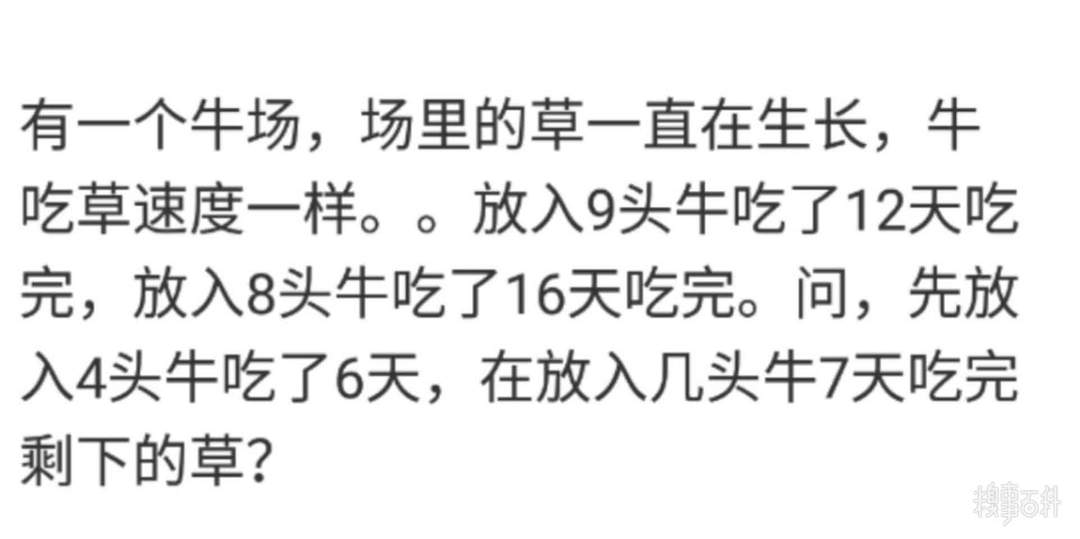 有一个牛场，场里的草一直在生长，牛
吃草速度一样。。放入9头牛吃了12天吃
完，放入8头牛吃了16天吃完。问，先放
入4头牛吃了6天，在放入几头牛7天吃完
剩下的草？
糗事百科